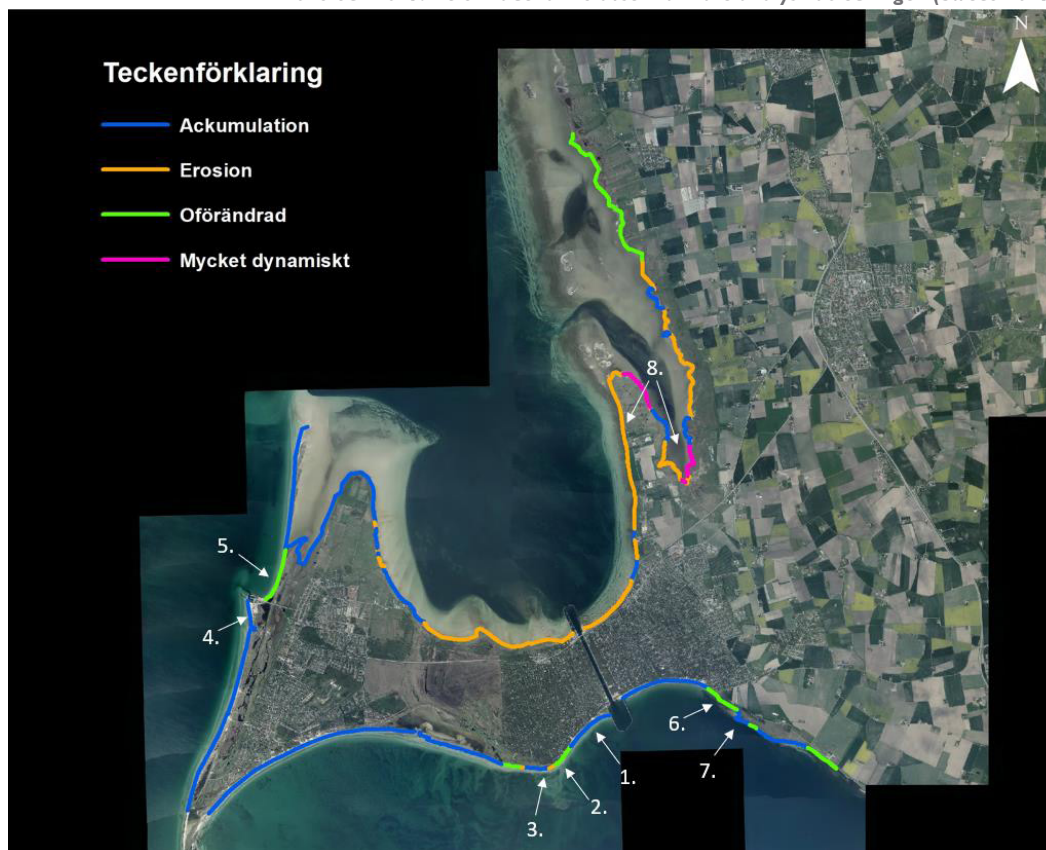 N
Teckenförklaring
Ackumulation
Erosion
Oförändrad
Mycket dynamiskt
8.
5.
4.
6.
7.
1.
2.
3.